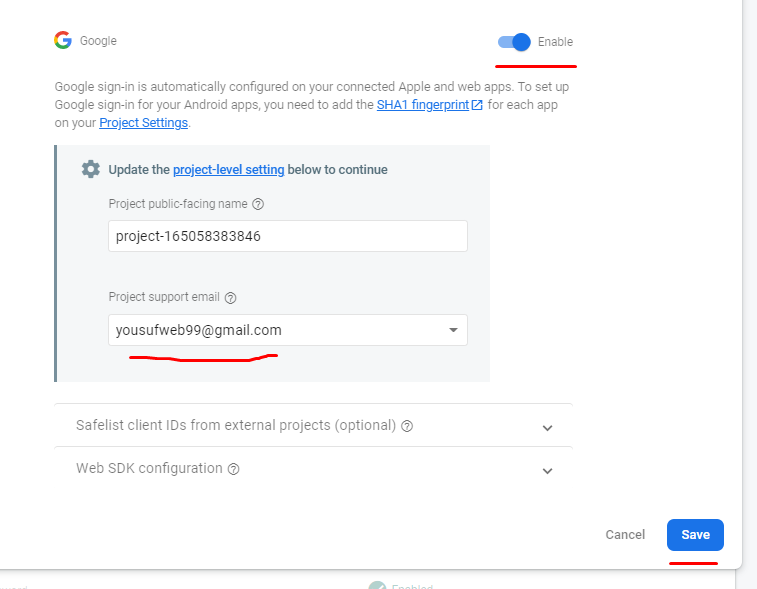 Google
Enable
Google sign-in is automatically configured on your connected Apple and web apps. To set up
Google sign-in for your Android apps, you need to add the SHA1 fingerprint for each app
on your Project Settings.
Update the project-level setting below to continue
Project public-facing name
project-165058383846
Project support email
yousufweb99@gmail.com
Safelist client IDs from external projects (optional)
Web SDK configuration
Cancel
Save
Enabled